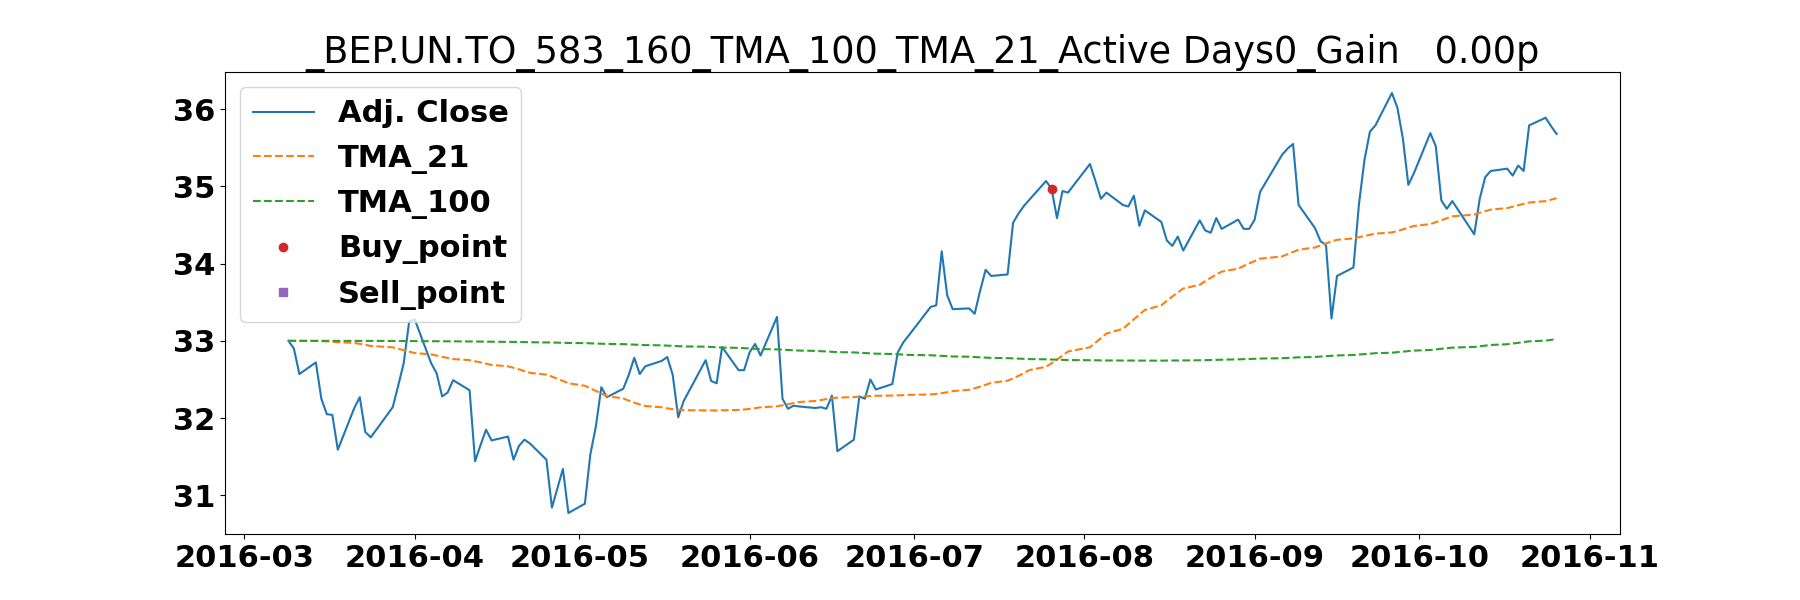 _BEP.UN.TO_583_160_TMA_100_TMA_21_Active Days0_Gain   0.00p
Adj. Close
TMA_21
TMA_100
Buy_point
Sell_point
36
35
34
33
32
31
2016-03 2016-04 2016-05 2016-06 2016-07 2016-08 2016-09 2016-10 2016-11